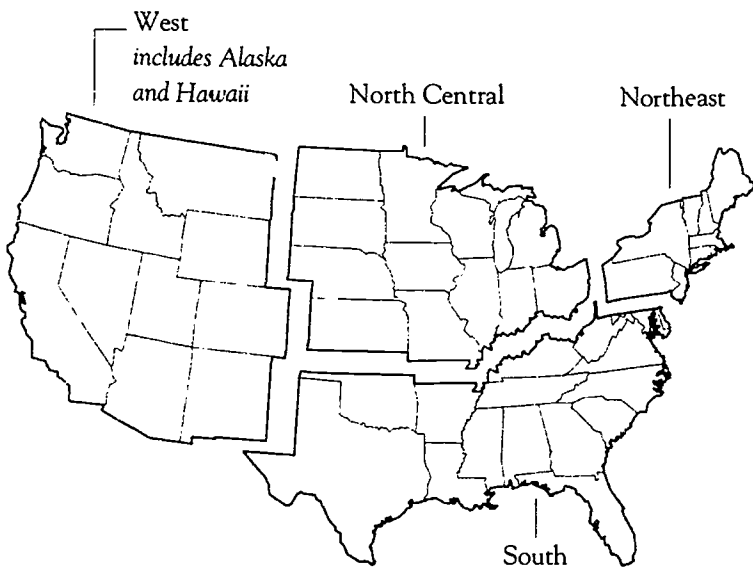 West
includes Alaska
and Hawaii
North Central
Northeast
South